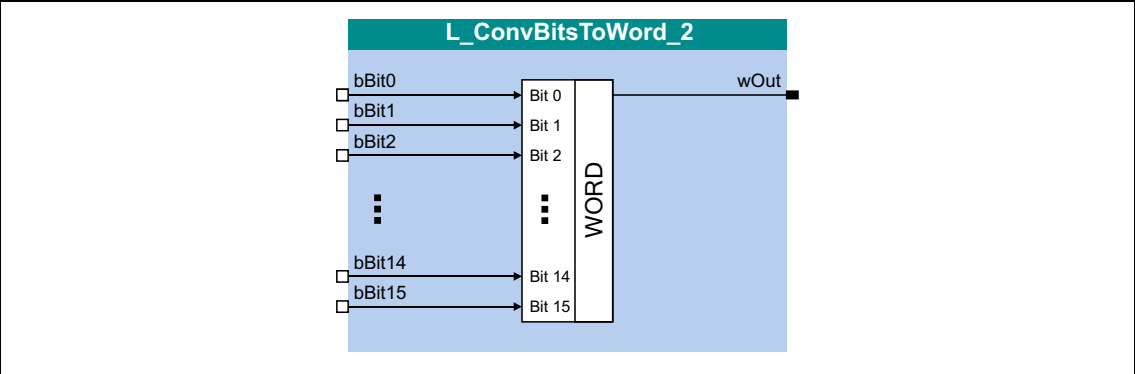 L_ConvBitsToWord_2
bBit0
wOut
Bit 0
bBit1
Bit 1
bBit2
Bit 2
WORD
bBit14
Bit 14
bBit15
Bit 15